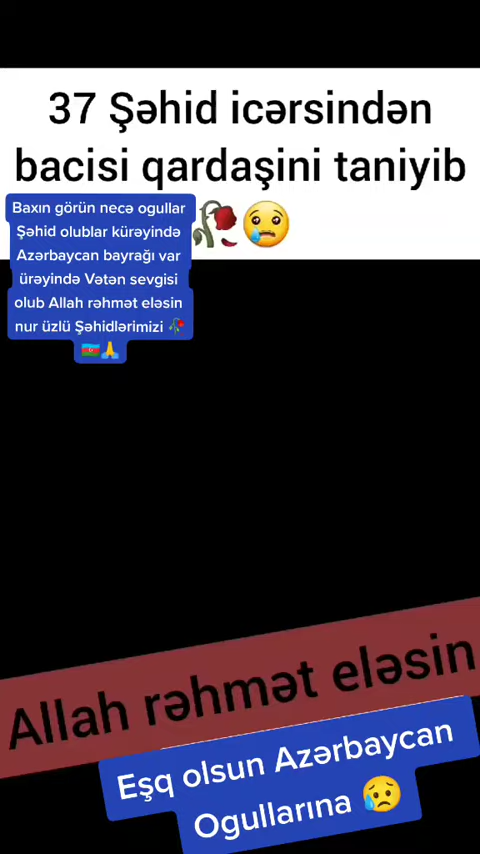 37 Şəhid icərsindən
bacisi qardaşini taniyib
🥀😢
Baxın görün necə ogullar
Şəhid olublar kürəyində
Azərbaycan bayrağı var
ürəyində Vətən sevgisi
olub Allah rəhmət eləsin
nur üzlü Şəhidlərimizi 🥀
🇦🇿🙏
Allah rəhmət eləsin
Eşq olsun Azərbaycan
Ogullarına 😥